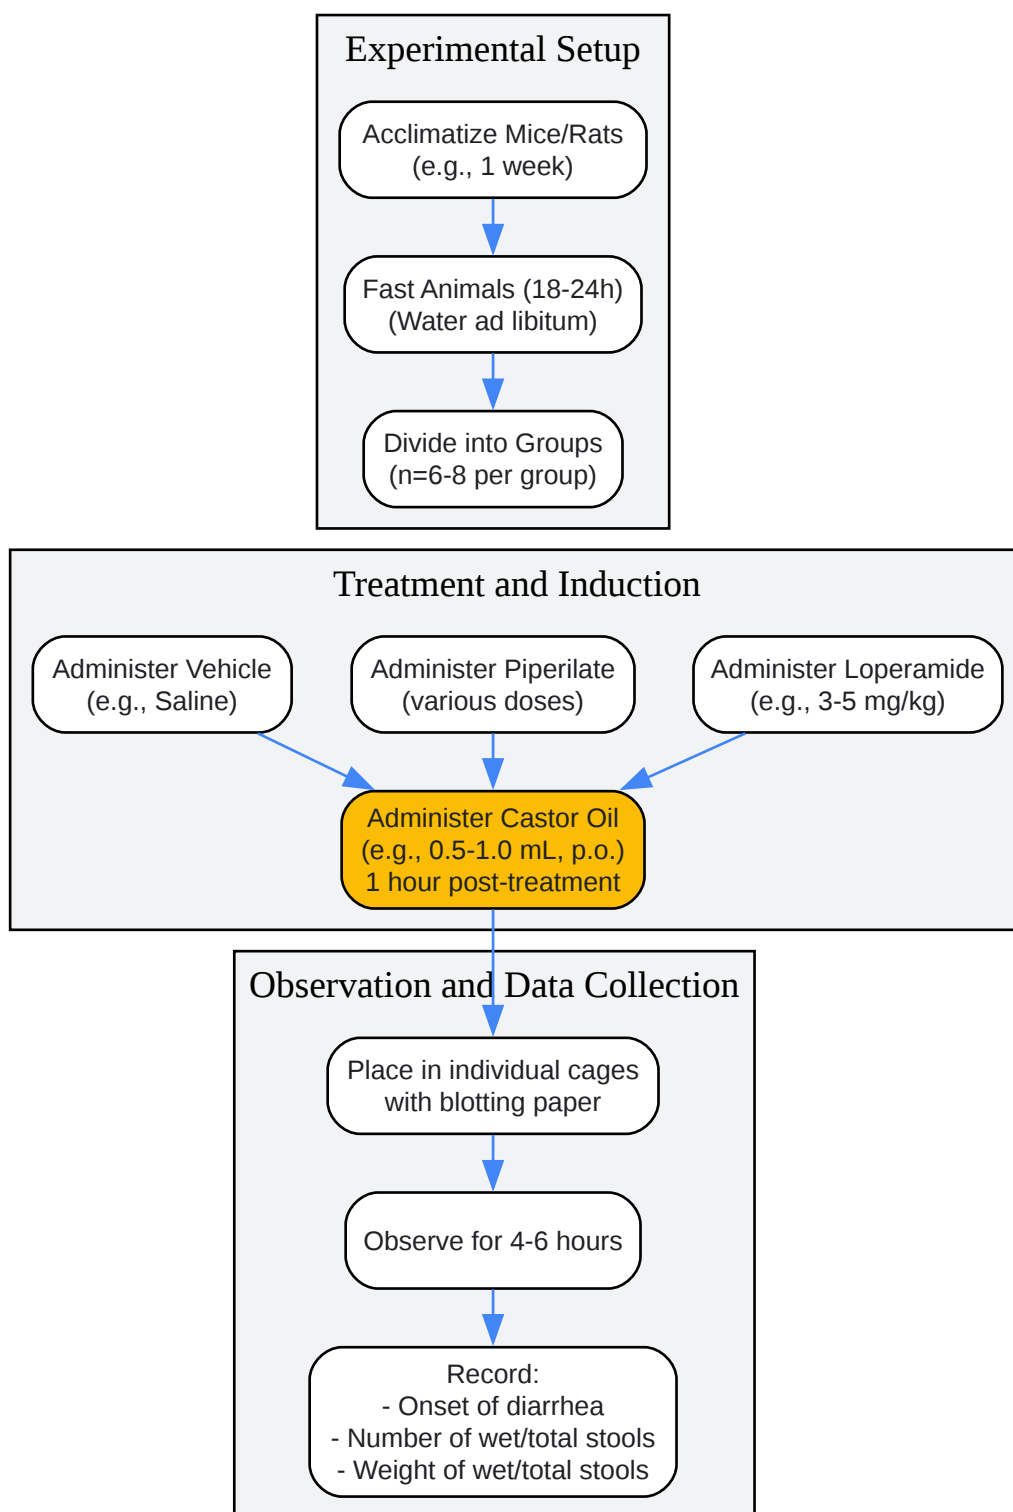 Experimental Setup
Acclimatize Mice/Rats
(e.g., 1 week)
Fast Animals (18-24h)
(Water ad libitum)
Divide into Groups
(n=6-8 per group)
Treatment and Induction
Administer Vehicle
(e.g., Saline)
Administer Piperilate
(various doses)
Administer Loperamide
(e.g., 3-5 mg/kg)
Administer Castor Oil
(e.g., 0.5-1.0 mL, p.o.)
1 hour post-treatment
Observation and Data Collection
Place in individual cages
with blotting paper
Observe for 4-6 hours
Record:
- Onset of diarrhea
- Number of wet/total stools
- Weight of wet/total stools